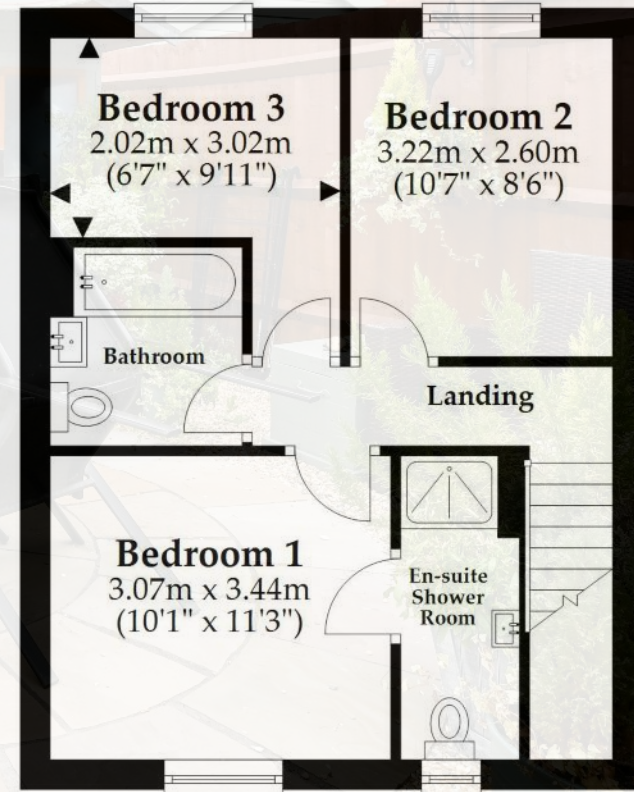 Bedroom 3
2.02m x 3.02m
(6'7" x 9'11")
Bedroom 2
3.22m x 2.60m
(10'7" x 8'6")
Bathroom
Landing
Bedroom 1
3.07m x 3.44m
(10'1" x 11'3")
En-suite
Shower
Room